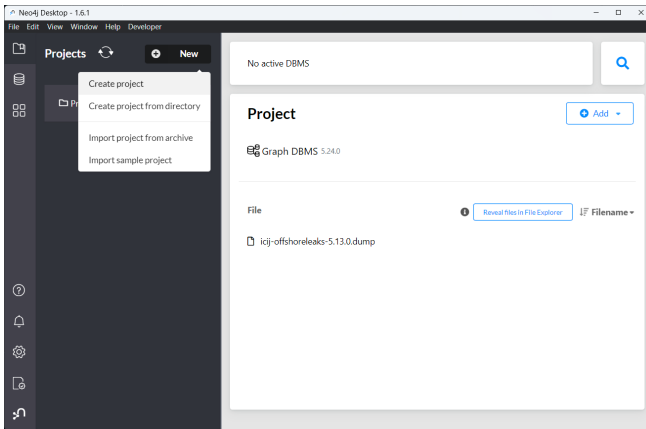 Neo4j Desktop - 1.6.1
File Edit View Window Help Developer
Projects
New
Create project
Create project from directory
Import project from archive
Import sample project
No active DBMS
Project
Add
Graph DBMS 5.24.0
File
Reveal files in File Explorer
Filename
icij-offshoreleaks-5.13.0.dump